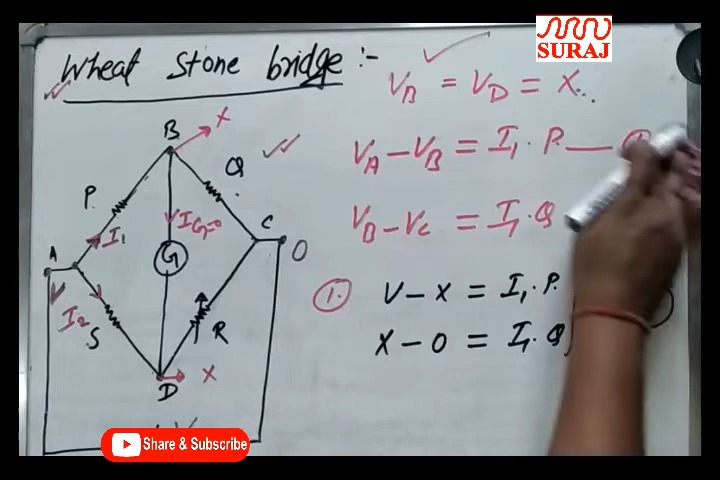 SURAJ
Wheat Stone bridge :-
V_B = V_D = X
V_A - V_B = I_1 . P — ①
V_B - V_C = I_1 . Q
① V - X = I_1 . P
X - 0 = I_1 . Q
B
X
P
Q
I_1
I_G=0
G
A
C
0
I_2
S
R
D
X
V
Share & Subscribe